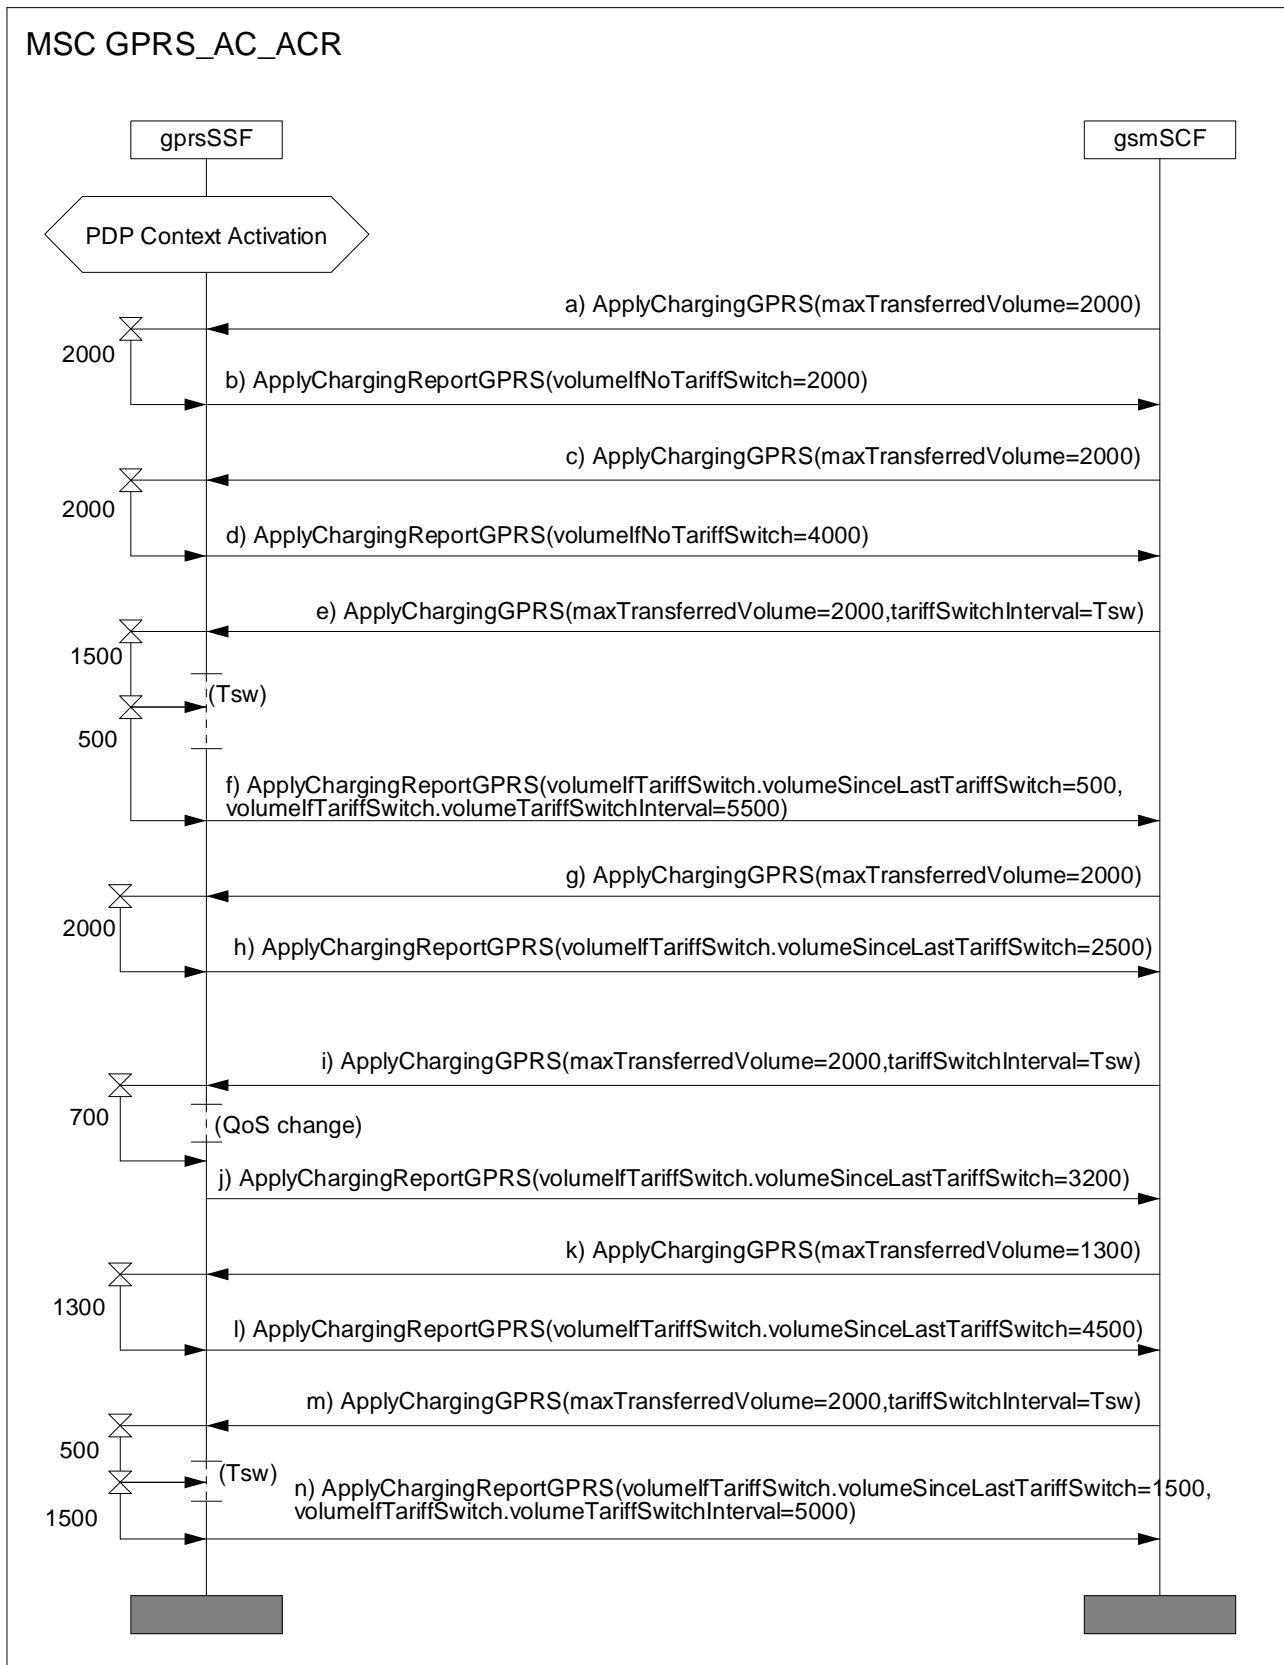 MSC GPRS_AC_ACR
gprsSSF
gsmSCF
PDP Context Activation
a) ApplyChargingGPRS(maxTransferredVolume=2000)
2000
b) ApplyChargingReportGPRS(volumeIfNoTariffSwitch=2000)
c) ApplyChargingGPRS(maxTransferredVolume=2000)
2000
d) ApplyChargingReportGPRS(volumeIfNoTariffSwitch=4000)
e) ApplyChargingGPRS(maxTransferredVolume=2000,tariffSwitchInterval=Tsw)
1500
(Tsw)
500
f) ApplyChargingReportGPRS(volumeIfTariffSwitch.volumeSinceLastTariffSwitch=500,
volumeIfTariffSwitch.volumeTariffSwitchInterval=5500)
g) ApplyChargingGPRS(maxTransferredVolume=2000)
2000
h) ApplyChargingReportGPRS(volumeIfTariffSwitch.volumeSinceLastTariffSwitch=2500)
i) ApplyChargingGPRS(maxTransferredVolume=2000,tariffSwitchInterval=Tsw)
700
(QoS change)
j) ApplyChargingReportGPRS(volumeIfTariffSwitch.volumeSinceLastTariffSwitch=3200)
k) ApplyChargingGPRS(maxTransferredVolume=1300)
1300
l) ApplyChargingReportGPRS(volumeIfTariffSwitch.volumeSinceLastTariffSwitch=4500)
m) ApplyChargingGPRS(maxTransferredVolume=2000,tariffSwitchInterval=Tsw)
500
(Tsw)
n) ApplyChargingReportGPRS(volumeIfTariffSwitch.volumeSinceLastTariffSwitch=1500,
volumeIfTariffSwitch.volumeTariffSwitchInterval=5000)
1500